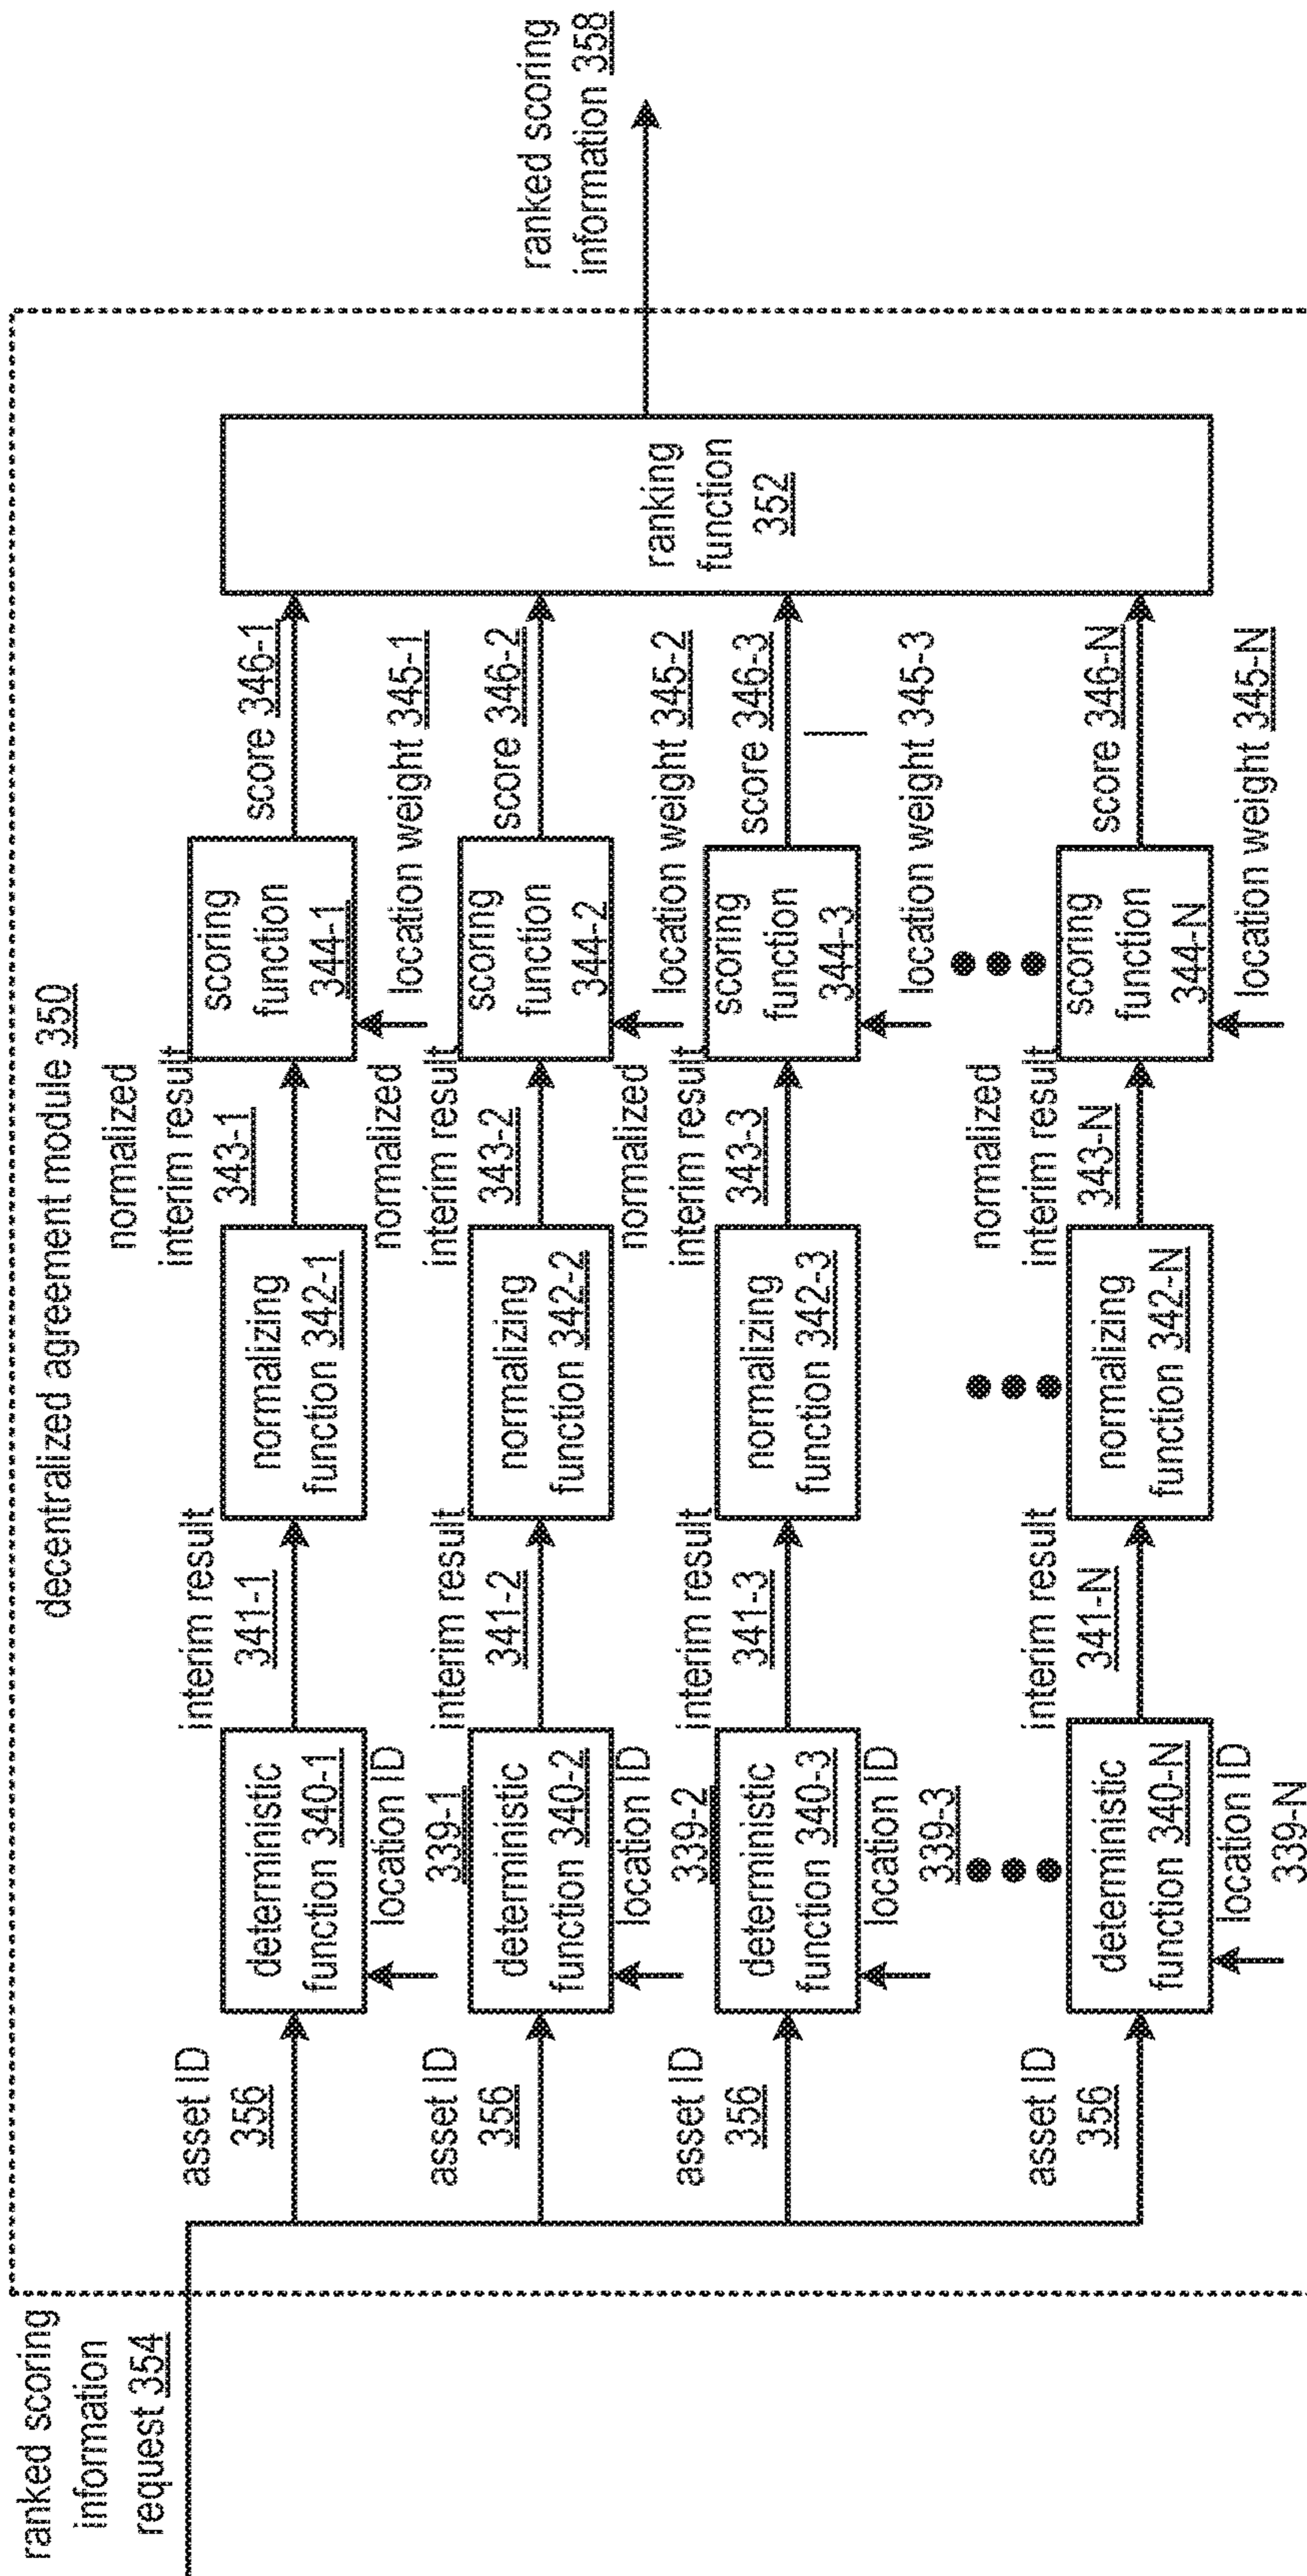 ranked scoring
information
request 354
decentralized agreement module 350
asset ID
356
deterministic
function 340-1
location ID
339-1
interim result
341-1
normalizing
function 342-1
normalized
interim result
343-1
scoring
function
344-1
location weight 345-1
score 346-1
asset ID
356
deterministic
function 340-2
location ID
339-2
interim result
341-2
normalizing
function 342-2
normalized
interim result
343-2
scoring
function
344-2
location weight 345-2
score 346-2
asset ID
356
deterministic
function 340-3
location ID
339-3
interim result
341-3
normalizing
function 342-3
normalized
interim result
343-3
scoring
function
344-3
location weight 345-3
score 346-3
asset ID
356
deterministic
function 340-N
location ID
339-N
interim result
341-N
normalizing
function 342-N
normalized
interim result
343-N
scoring
function
344-N
location weight 345-N
score 346-N
ranking
function
352
ranked scoring
information 358